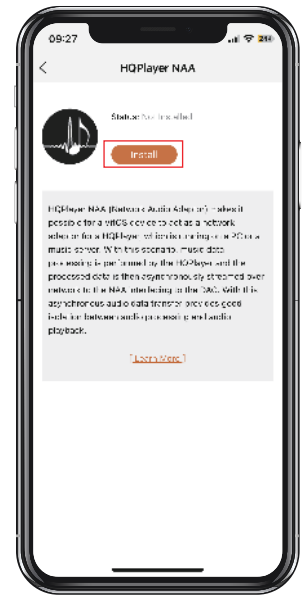 09:27
HQPlayer NAA
Status: Not Installed
Install
HQPlayer NAA (Network Audio Adaptor) makes it
possible for a vitOS device to act as a network
adaptor for a HQPlayer, which is running on a PC or a
music server. With this scenario, music data
processing is performed by the HQPlayer and the
processed data is then asynchronously streamed over
network to the NAA interfacing to the DAC. With this
asynchronous audio data transfer provides good
isolation between audio processing and audio
playback.
[ Learn More ]